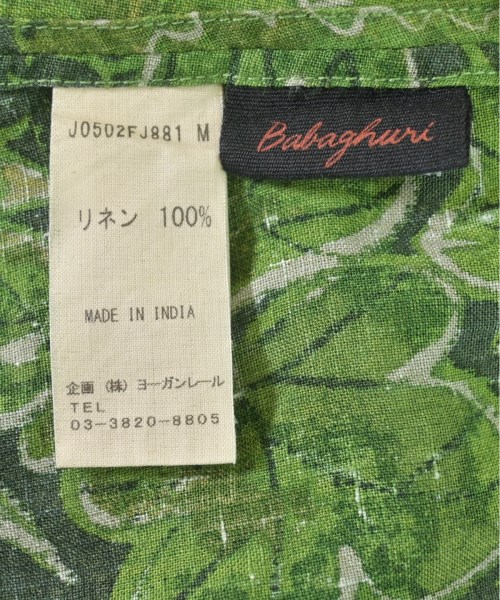 J0502FJ881 M
Babaghuri
リネン 100%
MADE IN INDIA
企画 (株) ヨーガンレール
TEL
03-3820-8805